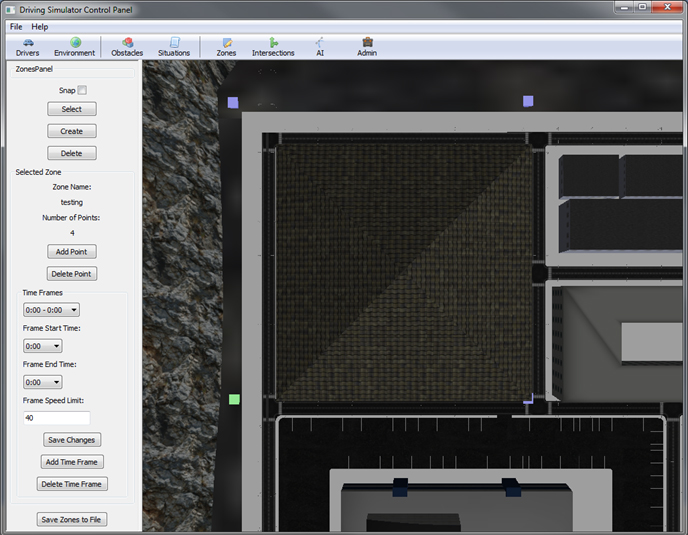 Driving Simulator Control Panel
File Help
Drivers Environment Obstacles Situations Zones Intersections AI Admin
ZonesPanel
Snap
Select
Create
Delete
Selected Zone
Zone Name:
testing
Number of Points:
4
Add Point
Delete Point
Time Frames
0:00 - 0:00
Frame Start Time:
0:00
Frame End Time:
0:00
Frame Speed Limit:
40
Save Changes
Add Time Frame
Delete Time Frame
Save Zones to File